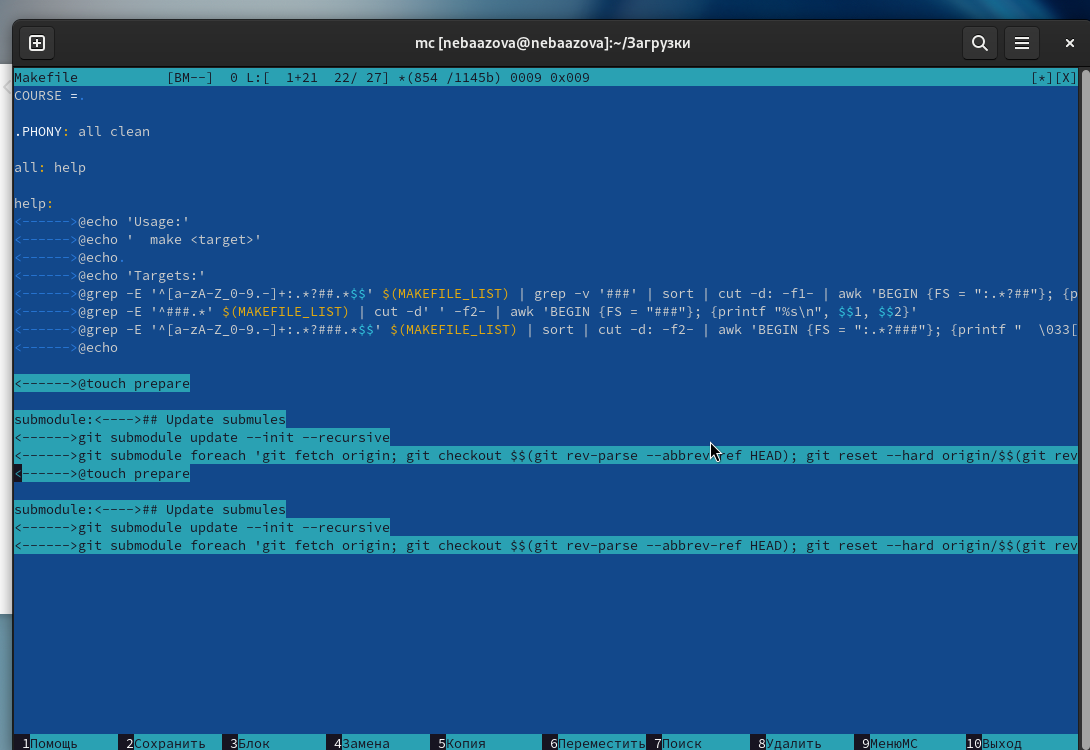 mc [nebaazova@nebaazova]:~/Загрузки
Makefile [BM--] 0 L:[ 1+21 22/ 27] *(854 /1145b) 0009 0x009 [*][X]
COURSE =.
.PHONY: all clean
all: help
help:
<------>@echo 'Usage:'
<------>@echo '  make <target>'
<------>@echo.
<------>@echo 'Targets:'
<------>@grep -E '^[a-zA-Z_0-9.-]+:.*?##.*$$' $(MAKEFILE_LIST) | grep -v '###' | sort | cut -d: -f1- | awk 'BEGIN {FS = ":.*?##"}; {p
<------>@grep -E '^###.*' $(MAKEFILE_LIST) | cut -d' ' -f2- | awk 'BEGIN {FS = "###"}; {printf "%s\n", $$1, $$2}'
<------>@grep -E '^[a-zA-Z_0-9.-]+:.*?###.*$$' $(MAKEFILE_LIST) | sort | cut -d: -f2- | awk 'BEGIN {FS = ":.*?###"}; {printf "  \033[
<------>@echo
<------>@touch prepare
submodule:<---->## Update submules
<------>git submodule update --init --recursive
<------>git submodule foreach 'git fetch origin; git checkout $$(git rev-parse --abbrev-ref HEAD); git reset --hard origin/$$(git rev
<------>@touch prepare
submodule:<---->## Update submules
<------>git submodule update --init --recursive
<------>git submodule foreach 'git fetch origin; git checkout $$(git rev-parse --abbrev-ref HEAD); git reset --hard origin/$$(git rev
1Помощь 2Сохранить 3Блок 4Замена 5Копия 6Переместить 7Поиск 8Удалить 9МенюMC 10Выход